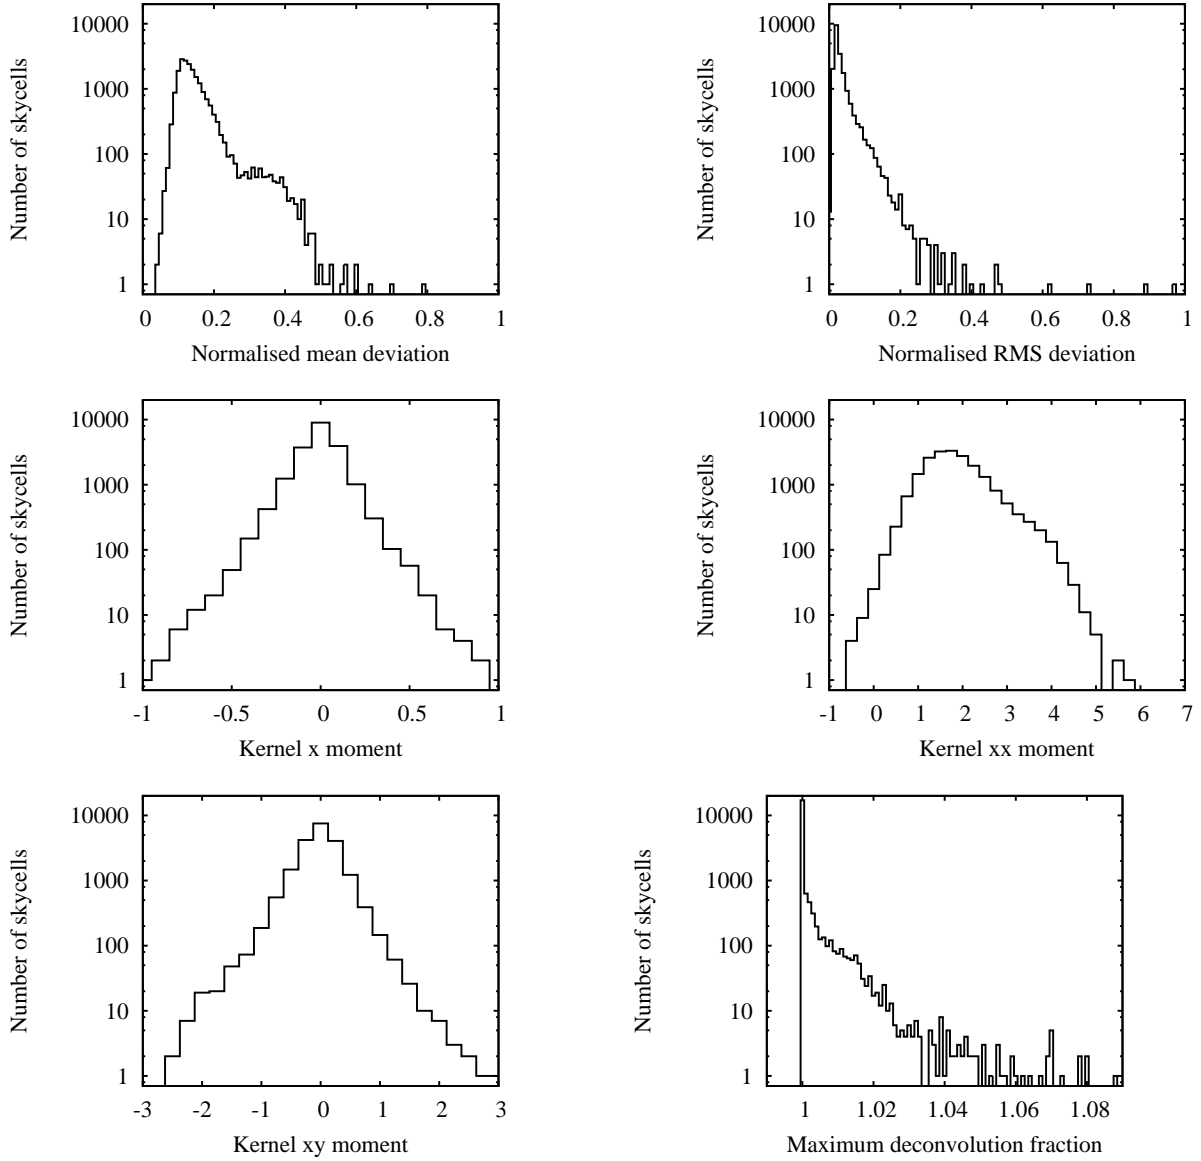 10000
1000
100
10
1
Number of skycells
0 0.2 0.4 0.6 0.8 1
Normalised mean deviation
10000
1000
100
10
1
Number of skycells
0 0.2 0.4 0.6 0.8 1
Normalised RMS deviation
10000
1000
100
10
1
Number of skycells
-1 -0.5 0 0.5 1
Kernel x moment
10000
1000
100
10
1
Number of skycells
-1 0 1 2 3 4 5 6 7
Kernel xx moment
10000
1000
100
10
1
Number of skycells
-3 -2 -1 0 1 2 3
Kernel xy moment
10000
1000
100
10
1
Number of skycells
1 1.02 1.04 1.06 1.08
Maximum deconvolution fraction